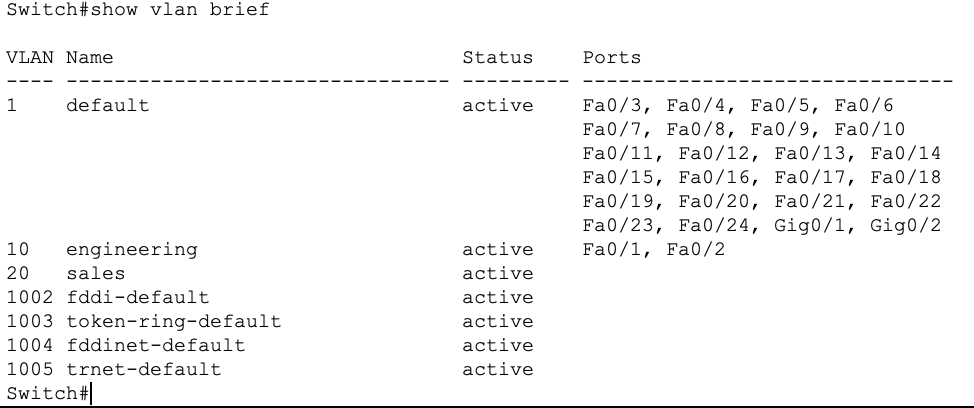 Switch#show vlan brief
VLAN Name Status Ports
---- -------------------------------- --------- -------------------------------
1 default active Fa0/3, Fa0/4, Fa0/5, Fa0/6
Fa0/7, Fa0/8, Fa0/9, Fa0/10
Fa0/11, Fa0/12, Fa0/13, Fa0/14
Fa0/15, Fa0/16, Fa0/17, Fa0/18
Fa0/19, Fa0/20, Fa0/21, Fa0/22
Fa0/23, Fa0/24, Gig0/1, Gig0/2
10 engineering active Fa0/1, Fa0/2
20 sales active
1002 fddi-default active
1003 token-ring-default active
1004 fddinet-default active
1005 trnet-default active
Switch#